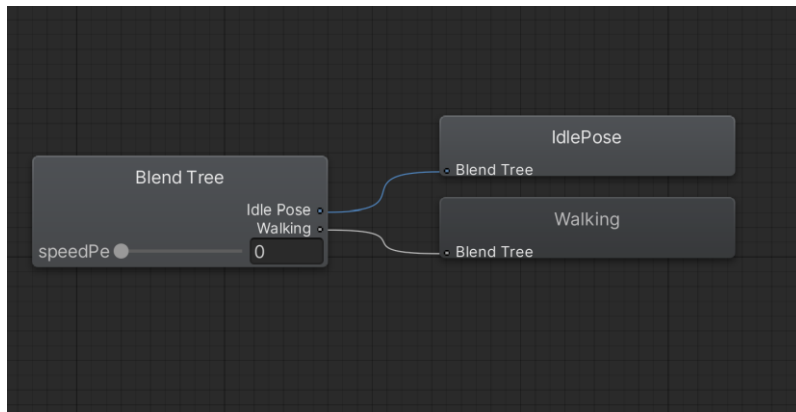 Blend Tree
Idle Pose
Walking
speedPe
0
IdlePose
Blend Tree
Walking
Blend Tree